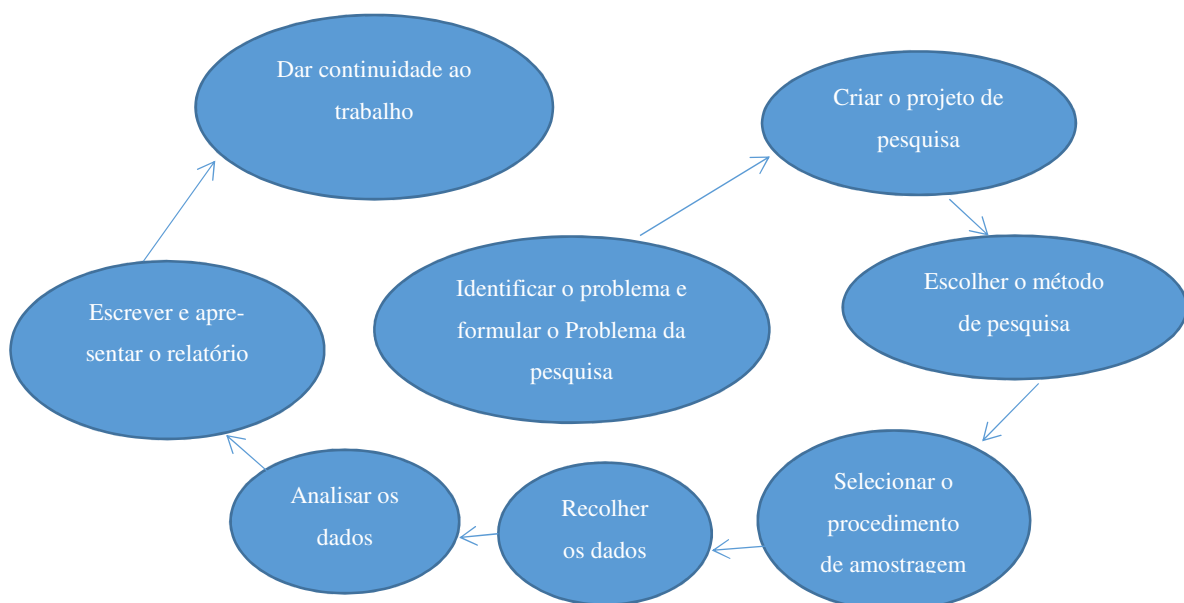 Dar continuidade ao
trabalho
Criar o projeto de
pesquisa
Identificar o problema e
formular o Problema da
pesquisa
Escolher o método
de pesquisa
Escrever e apre-
sentar o relatório
Analisar os
dados
Recolher
os dados
Selecionar o
procedimento
de amostragem